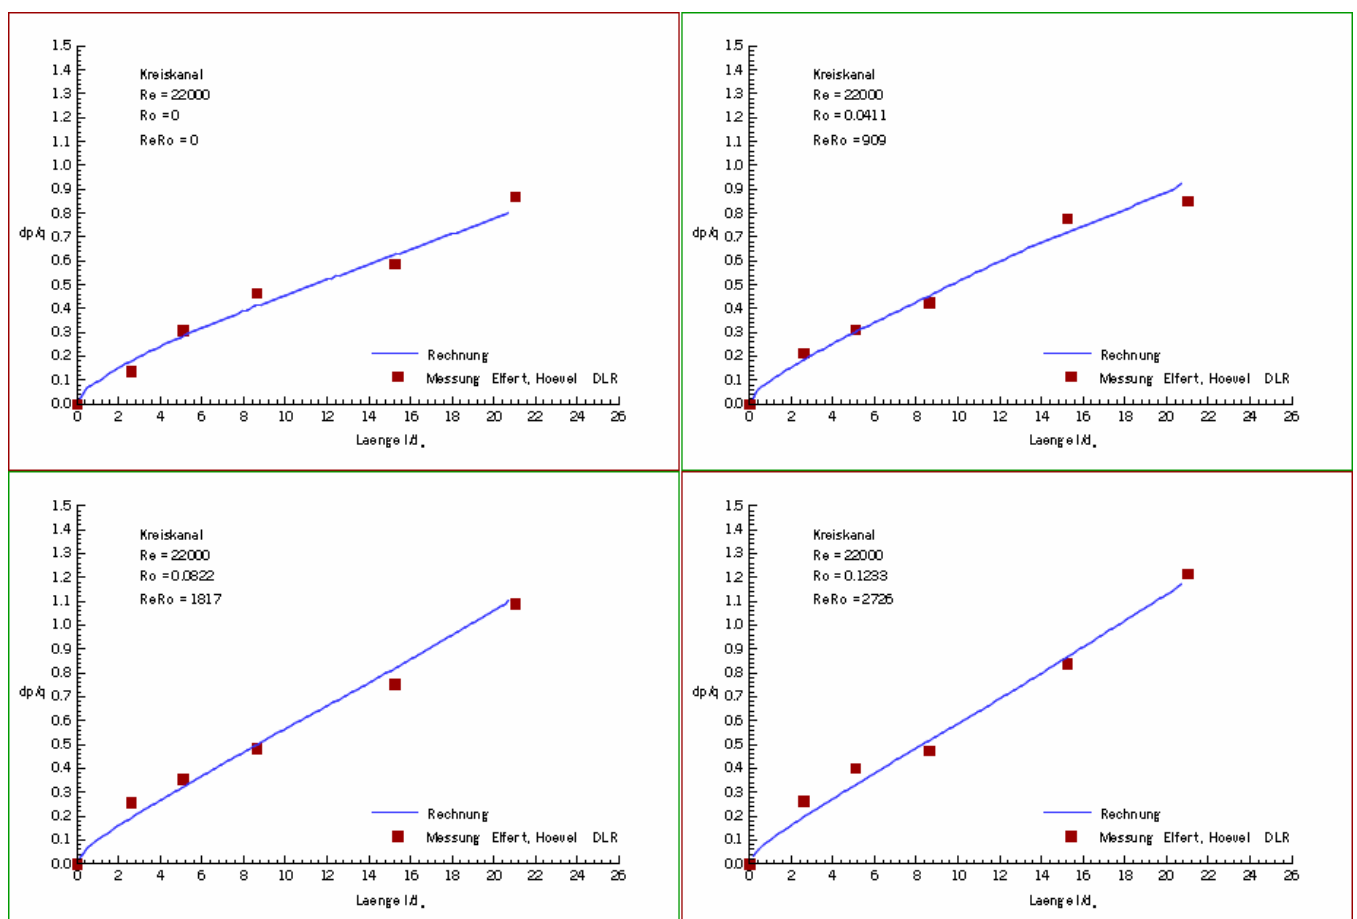 1.5
1.4
Kreiskanal
1.3
Re = 22000
1.2
Ro = 0
1.1
ReRo = 0
1.0
0.9
0.8
dp/q
0.7
0.6
0.5
0.4
0.3
0.2
Rechnung
0.1
Messung Elfert, Hoevel DLR
0.0
0 2 4 6 8 10 12 14 16 18 20 22 24 26
Laenge l/d.
1.5
1.4
Kreiskanal
1.3
Re = 22000
1.2
Ro = 0.0411
1.1
ReRo = 909
1.0
0.9
0.8
dp/q
0.7
0.6
0.5
0.4
0.3
0.2
Rechnung
0.1
Messung Elfert, Hoevel DLR
0.0
0 2 4 6 8 10 12 14 16 18 20 22 24 26
Laenge l/d.
1.5
1.4
Kreiskanal
1.3
Re = 22000
1.2
Ro = 0.0822
1.1
ReRo = 1817
1.0
0.9
0.8
dp/q
0.7
0.6
0.5
0.4
0.3
0.2
Rechnung
0.1
Messung Elfert, Hoevel DLR
0.0
0 2 4 6 8 10 12 14 16 18 20 22 24 26
Laenge l/d.
1.5
1.4
Kreiskanal
1.3
Re = 22000
1.2
Ro = 0.1233
1.1
ReRo = 2726
1.0
0.9
0.8
dp/q
0.7
0.6
0.5
0.4
0.3
0.2
Rechnung
0.1
Messung Elfert, Hoevel DLR
0.0
0 2 4 6 8 10 12 14 16 18 20 22 24 26
Laenge l/d.